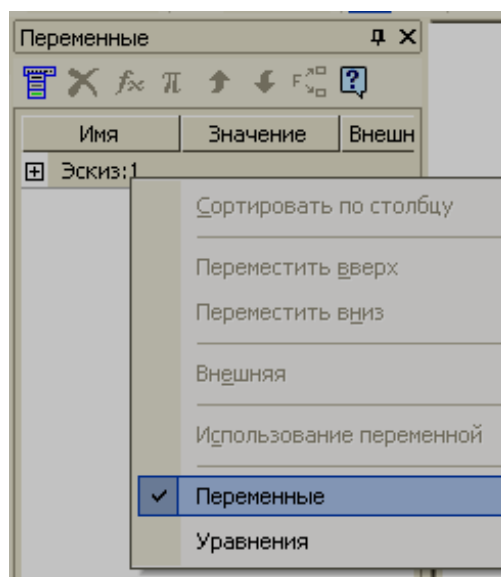 Переменные
Имя Значение Внешн
Эскиз:1
Сортировать по столбцу
Переместить вверх
Переместить вниз
Внешняя
Использование переменной
Переменные
Уравнения